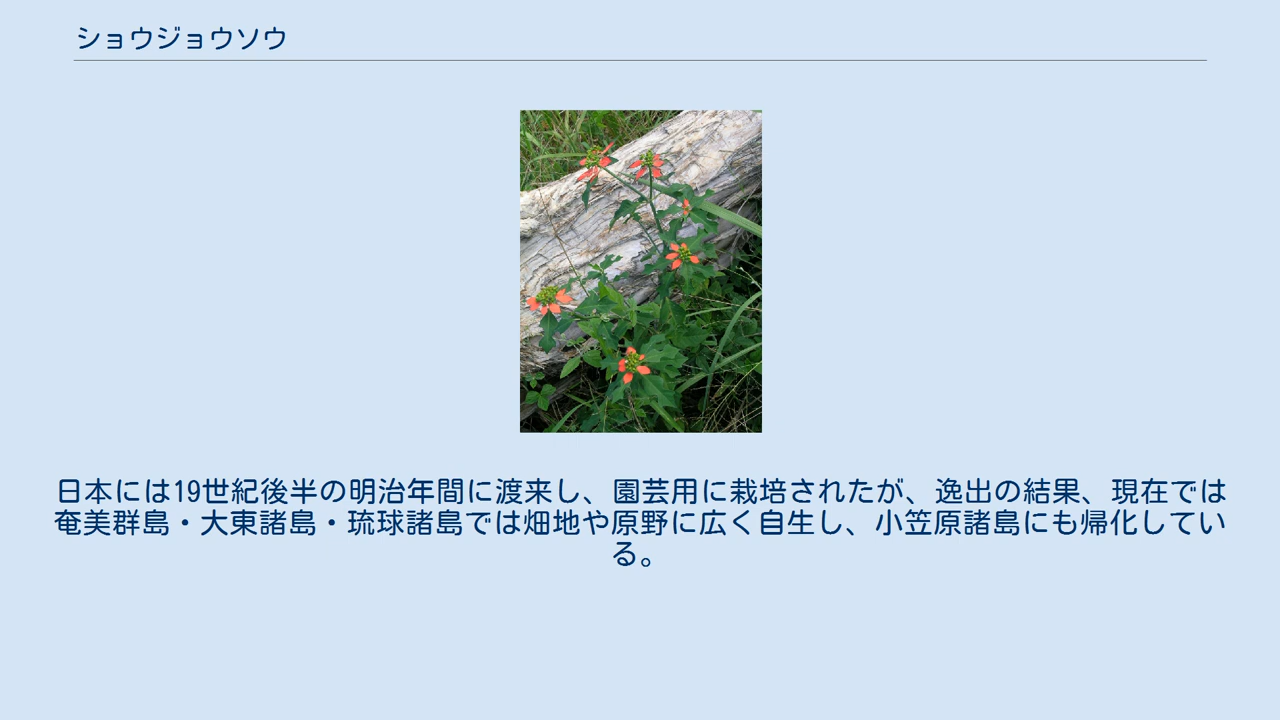 ショウジョウソウ
日本には19世紀後半の明治年間に渡来し、園芸用に栽培されたが、逸出の結果、現在では
奄美群島・大東諸島・琉球諸島では畑地や原野に広く自生し、小笠原諸島にも帰化してい
る。